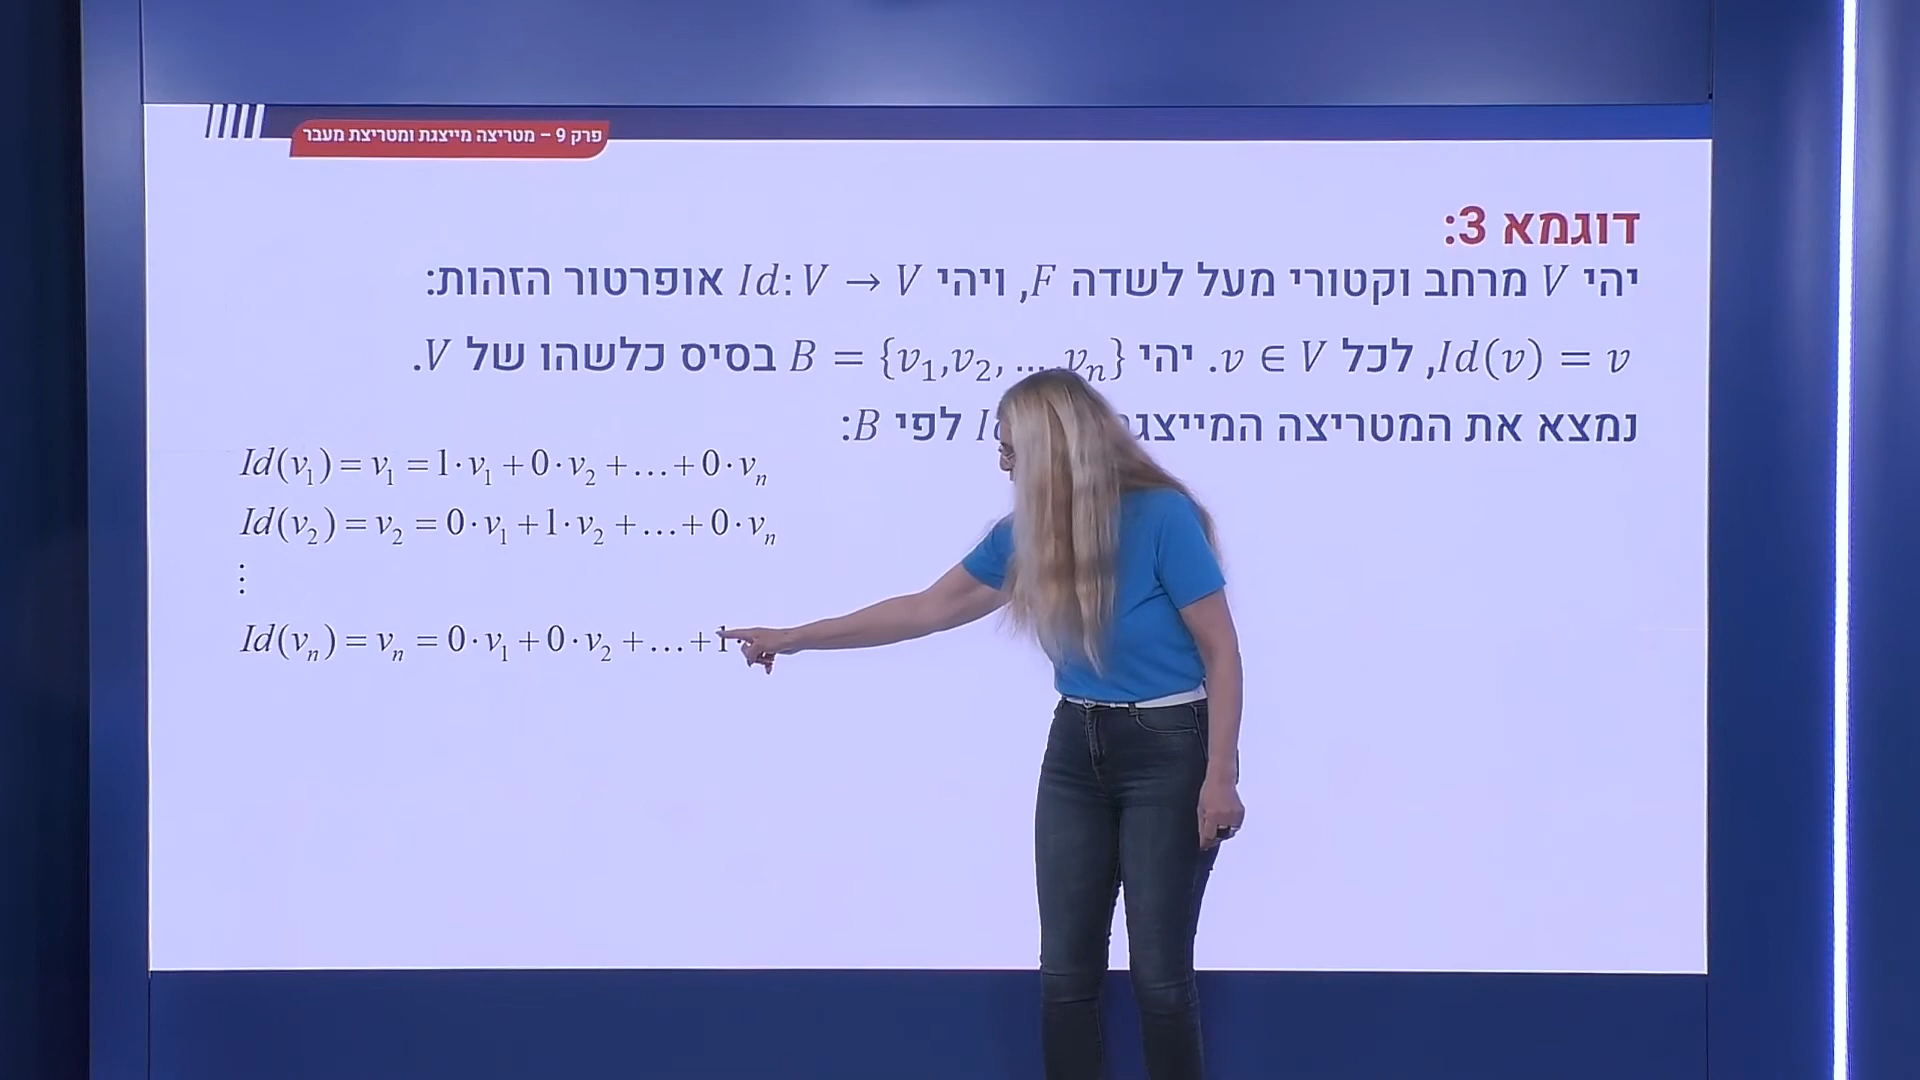 פרק 9 – מטריצה מייצגת ומטריצת מעבר
דוגמא 3:
יהי V מרחב וקטורי מעל לשדה F, ויהי Id: V → V אופרטור הזהות:
Id(v) = v, לכל v ∈ V. יהי B = {v₁,v₂, … vₙ} בסיס כלשהו של V.
נמצא את המטריצה המייצגת לפי B:
Id(v₁) = v₁ = 1·v₁ + 0·v₂ + … + 0·vₙ
Id(v₂) = v₂ = 0·v₁ + 1·v₂ + … + 0·vₙ
⋮
Id(vₙ) = vₙ = 0·v₁ + 0·v₂ + … + 1·